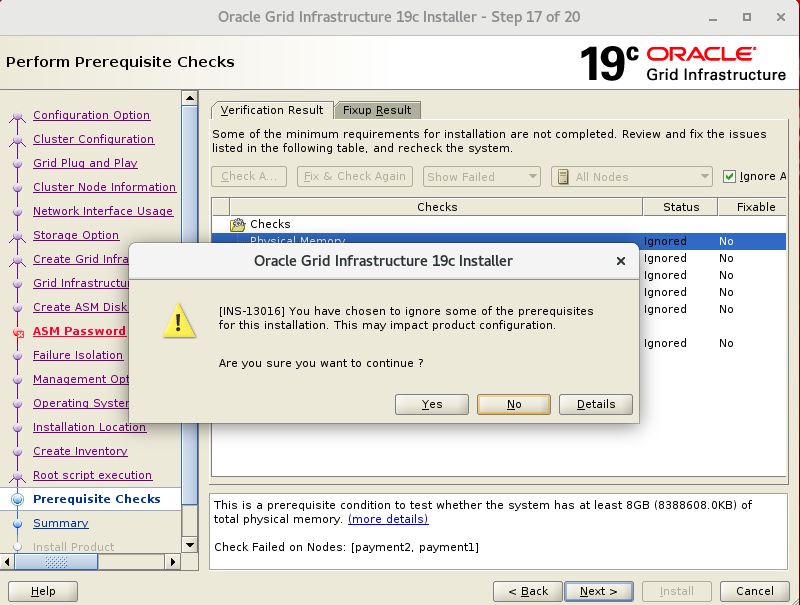 Oracle Grid Infrastructure 19c Installer - Step 17 of 20
Perform Prerequisite Checks
19c ORACLE
Grid Infrastructure
Configuration Option
Cluster Configuration
Grid Plug and Play
Cluster Node Information
Network Interface Usage
Storage Option
Create Grid Infra
Grid Infrastructu
Create ASM Disk
ASM Password
Failure Isolation
Management Opt
Operating System
Installation Location
Create Inventory
Root script execution
Prerequisite Checks
Summary
Install Product
Verification Result
Fixup Result
Some of the minimum requirements for installation are not completed. Review and fix the issues
listed in the following table, and recheck the system.
Check A...
Fix & Check Again
Show Failed
All Nodes
Ignore A
Checks Status Fixable
Checks
Physical Memory Ignored No
Ignored No
Ignored No
Ignored No
Ignored No
Ignored No
Oracle Grid Infrastructure 19c Installer
[INS-13016] You have chosen to ignore some of the prerequisites
for this installation. This may impact product configuration.
Are you sure you want to continue ?
Yes
No
Details
This is a prerequisite condition to test whether the system has at least 8GB (8388608.0KB) of
total physical memory. (more details)
Check Failed on Nodes: [payment2, payment1]
Help
< Back
Next >
Install
Cancel